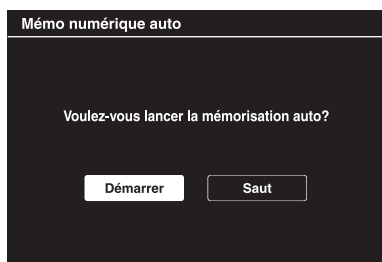 Mémo numérique auto
Voulez-vous lancer la mémorisation auto?
Démarrer
Saut